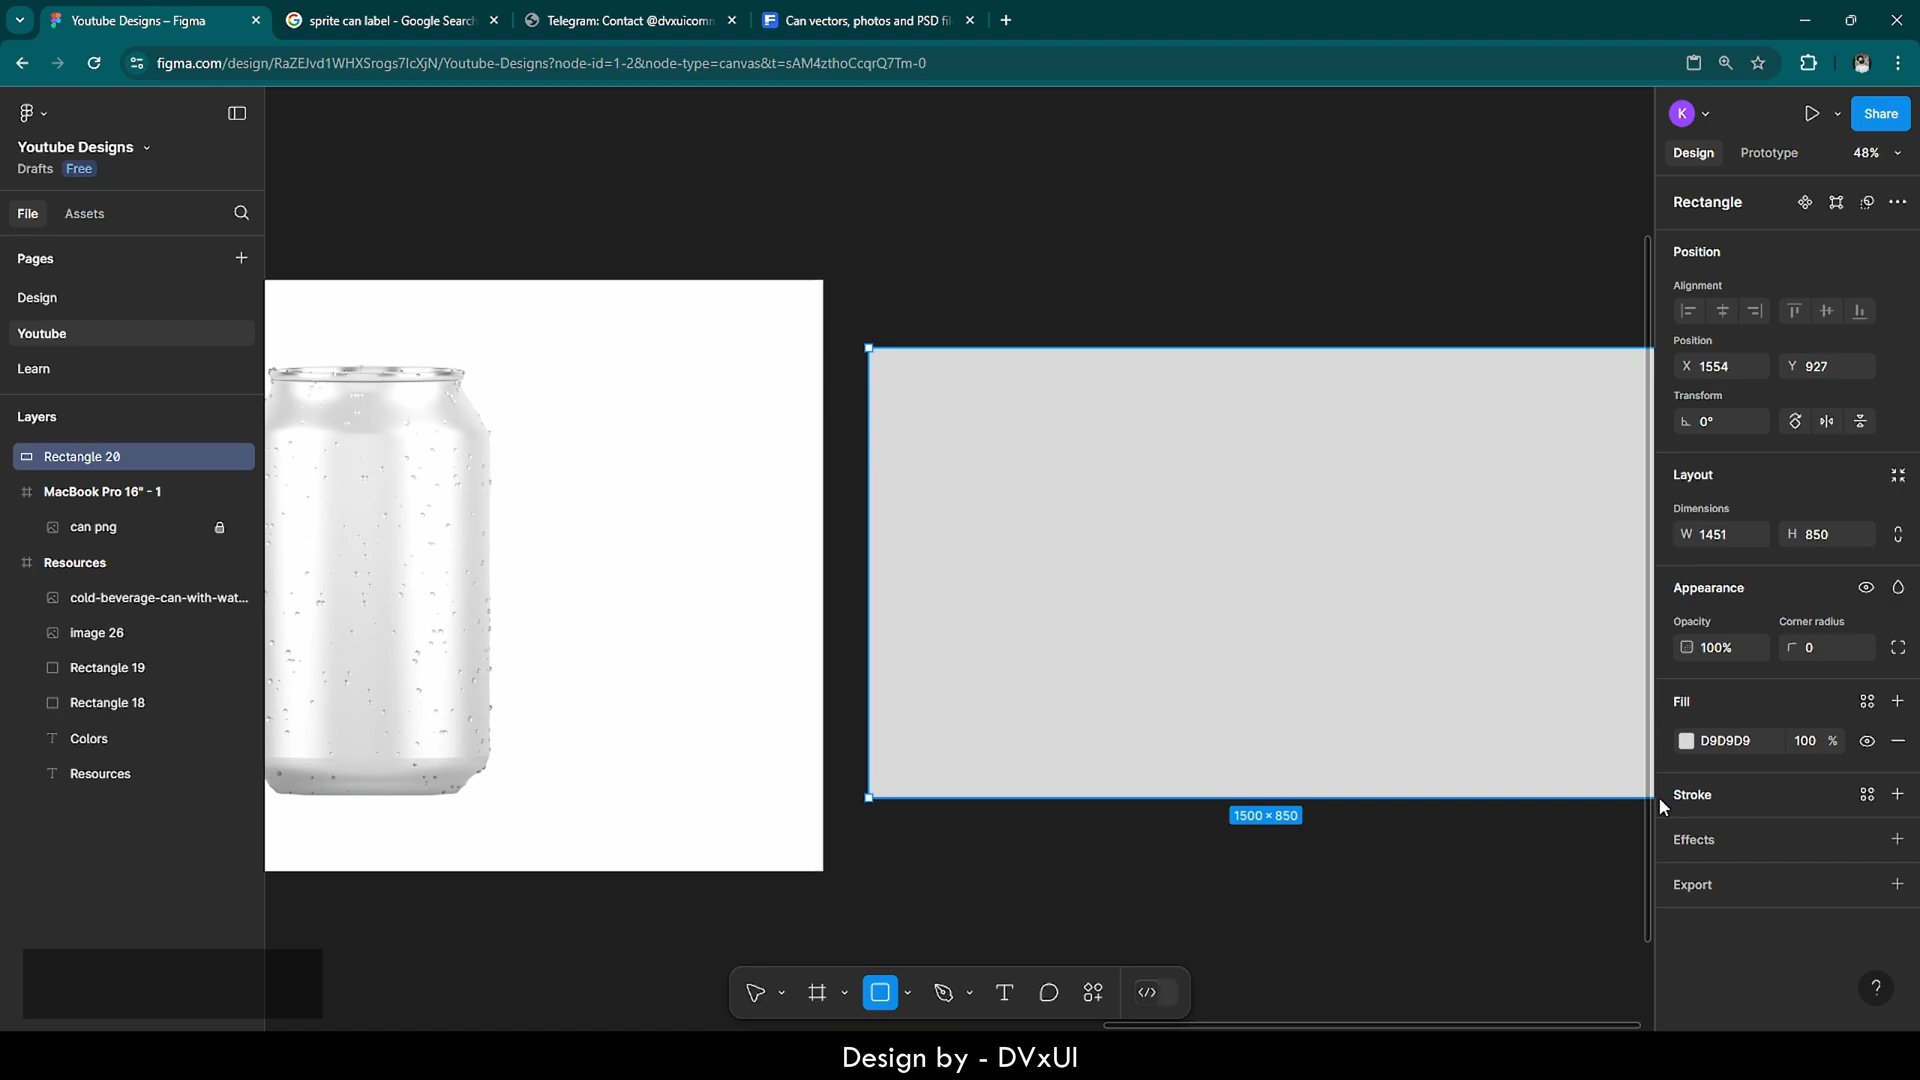 Youtube Designs – Figma
sprite can label - Google Search
Telegram: Contact @dvxuicomm
Can vectors, photos and PSD fil
figma.com/design/RaZEJvd1WHXSrogs7IcXjN/Youtube-Designs?node-id=1-2&node-type=canvas&t=sAM4zthoCcqrQ7Tm-0
K
Share
Youtube Designs
Drafts Free
Design Prototype 48%
File Assets
Rectangle
Pages
Position
Design
Alignment
Youtube
Position
Learn
X 1554 Y 927
Transform
Layers
0°
Rectangle 20
Layout
MacBook Pro 16" - 1
Dimensions
can png
W 1451 H 850
Resources
Appearance
cold-beverage-can-with-wat...
Opacity Corner radius
image 26
100% 0
Rectangle 19
Fill
Rectangle 18
D9D9D9 100 %
Colors
Stroke
Resources
1500 × 850
Effects
Export
?
Design by - DVxUI